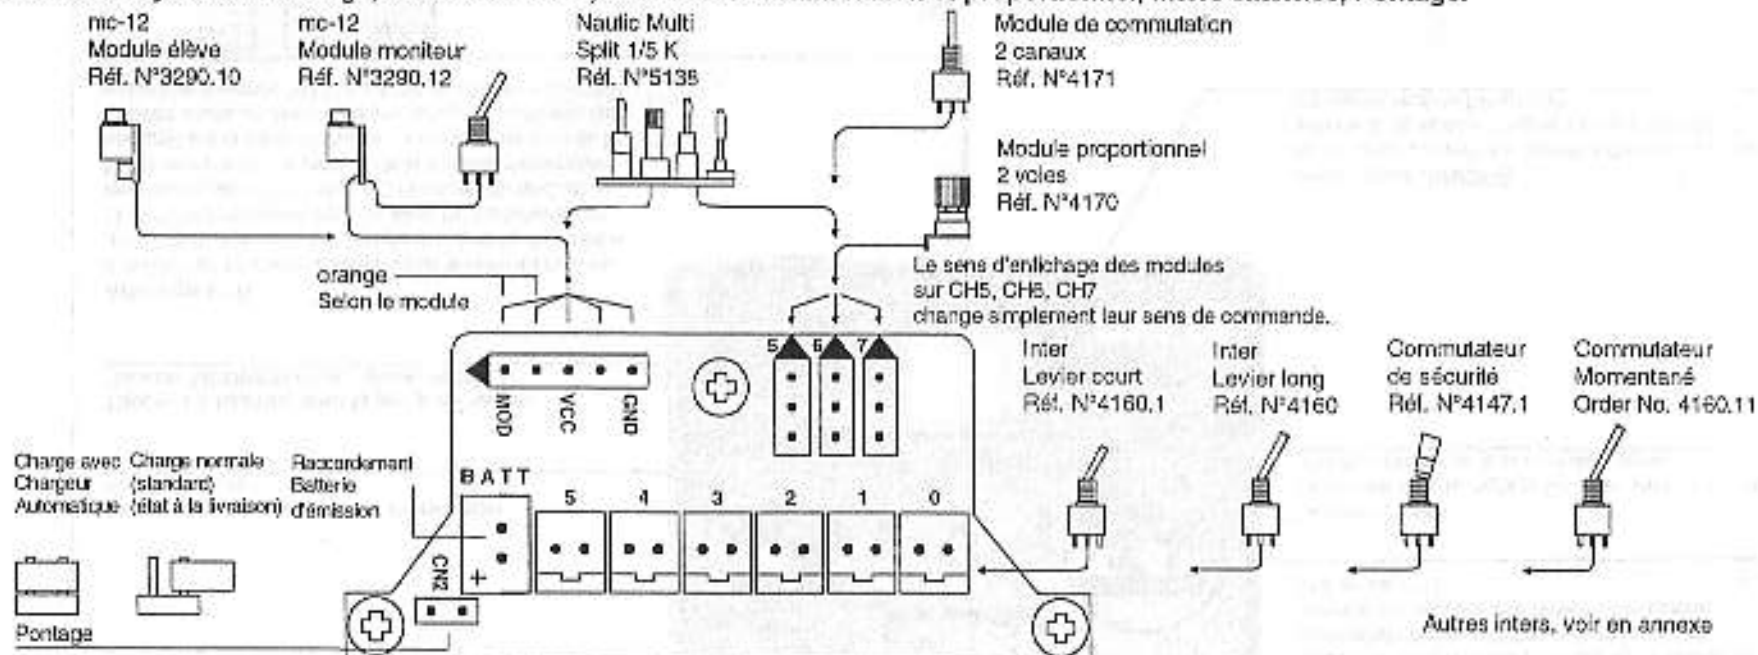 mc-12
Module élève
Réf. N°3290.10
mc-12
Module moniteur
Réf. N°3290.12
Nautic Multi
Split 1/5 K
Réf. N°5138
Module de commutation
2 canaux
Réf. N°4171
Module proportionnel
2 voies
Réf. N°4170
orange
Selon le module
Le sens d'enfichage des modules
sur CH5, CH6, CH7
change simplement leur sens de commande.
5 6 7
MOD VCC GND
Inter
Levier court
Réf. N°4160.1
Inter
Levier long
Réf. N°4160
Commutateur
de sécurité
Réf. N°4147.1
Commutateur
Momentané
Order No. 4160.11
Charge avec
Chargeur
Automatique
Charge normale
(standard)
(état à la livraison)
Raccordement
Batterie
d'émission
BATT
5 4 3 2 1 0
+
CN2
Pontage
Autres inters, voir en annexe